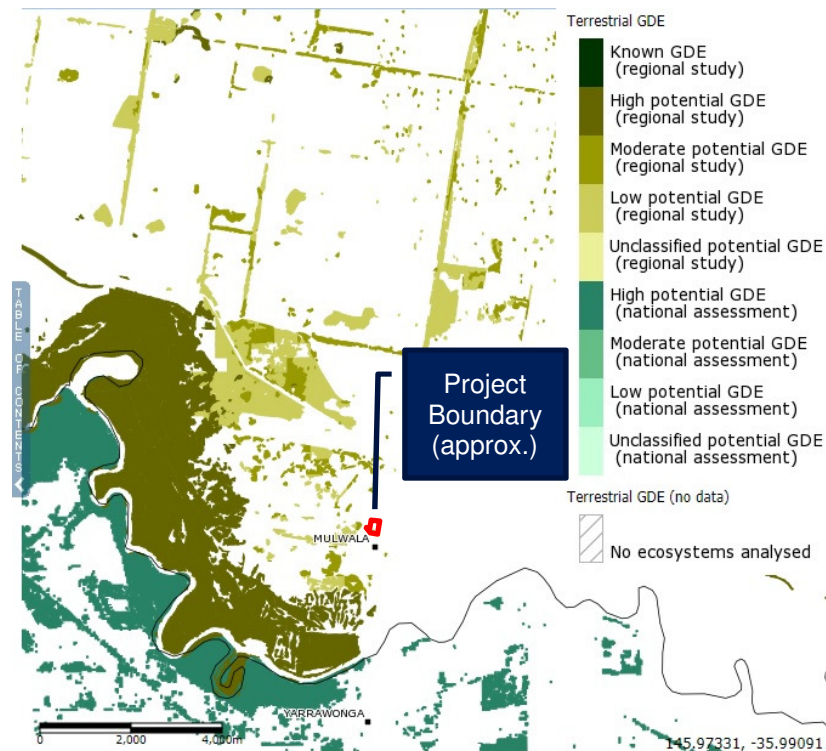 Terrestrial GDE
Known GDE
(regional study)
High potential GDE
(regional study)
Moderate potential GDE
(regional study)
Low potential GDE
(regional study)
Unclassified potential GDE
(regional study)
High potential GDE
(national assessment)
Moderate potential GDE
(national assessment)
Low potential GDE
(national assessment)
Unclassified potential GDE
(national assessment)
Terrestrial GDE (no data)
No ecosystems analysed
TABLE OF CONTENTS
Project
Boundary
(approx.)
MULWALA
YARRAWONGA
0 2,000 4,000m
145.97331, -35.99091